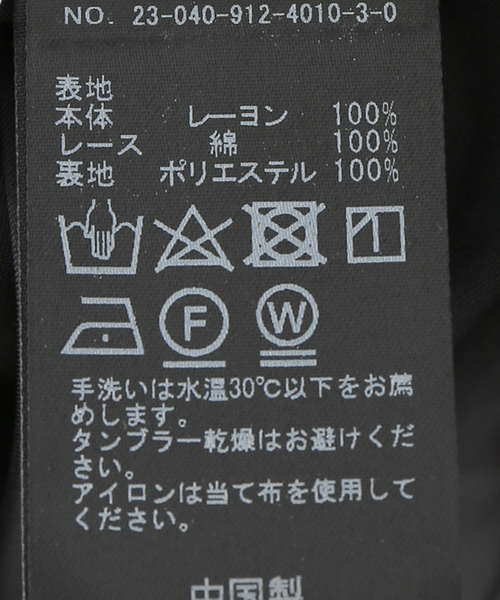 NO. 23-040-912-4010-3-0
表地
本体 レーヨン 100%
レース 綿 100%
裏地 ポリエステル 100%
F W
手洗いは水温30℃以下をお薦
めします。
タンブラー乾燥はお避けくだ
さい。
アイロンは当て布を使用して
ください。
中国製